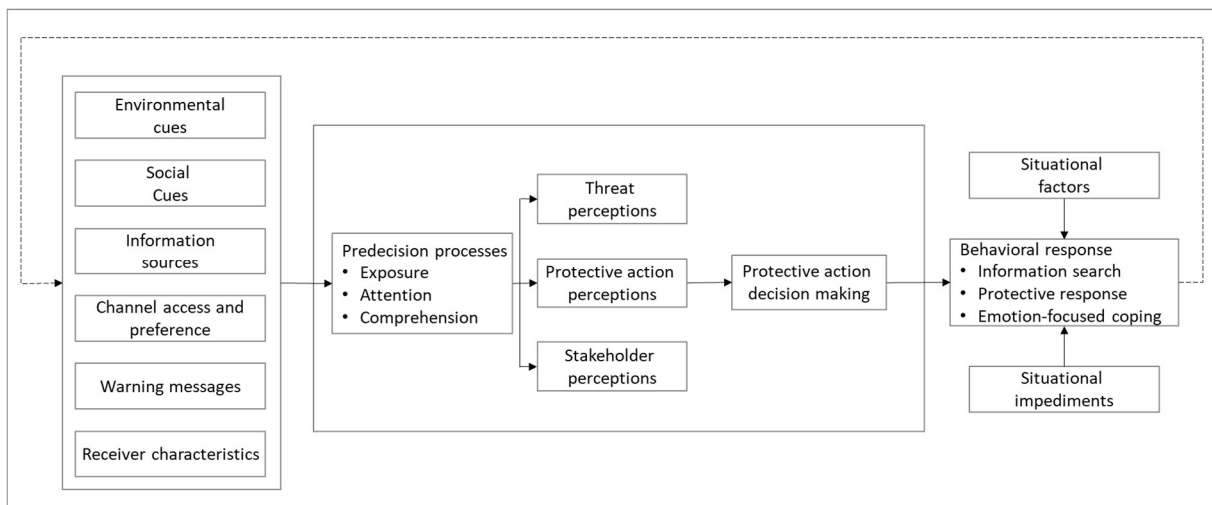 Environmental
cues
Social
Cues
Information
sources
Channel access and
preference
Warning messages
Receiver characteristics
Predecision processes
• Exposure
• Attention
• Comprehension
Threat
perceptions
Protective action
perceptions
Stakeholder
perceptions
Protective action
decision making
Situational
factors
Behavioral response
• Information search
• Protective response
• Emotion-focused coping
Situational
impediments